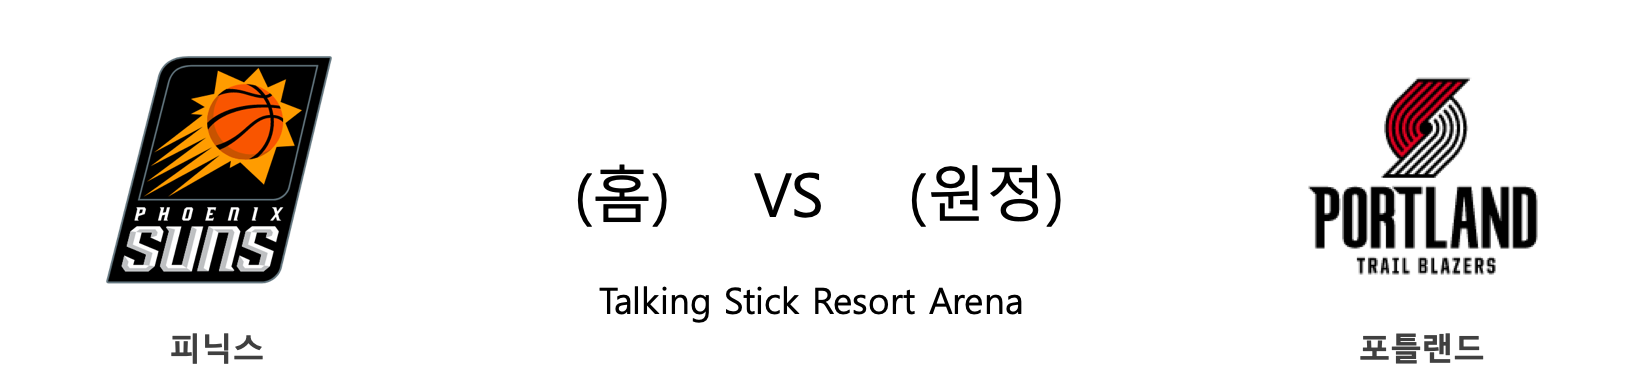 PHOENIX
SUNS
피닉스
(홈) VS (원정)
Talking Stick Resort Arena
PORTLAND
TRAIL BLAZERS
포틀랜드